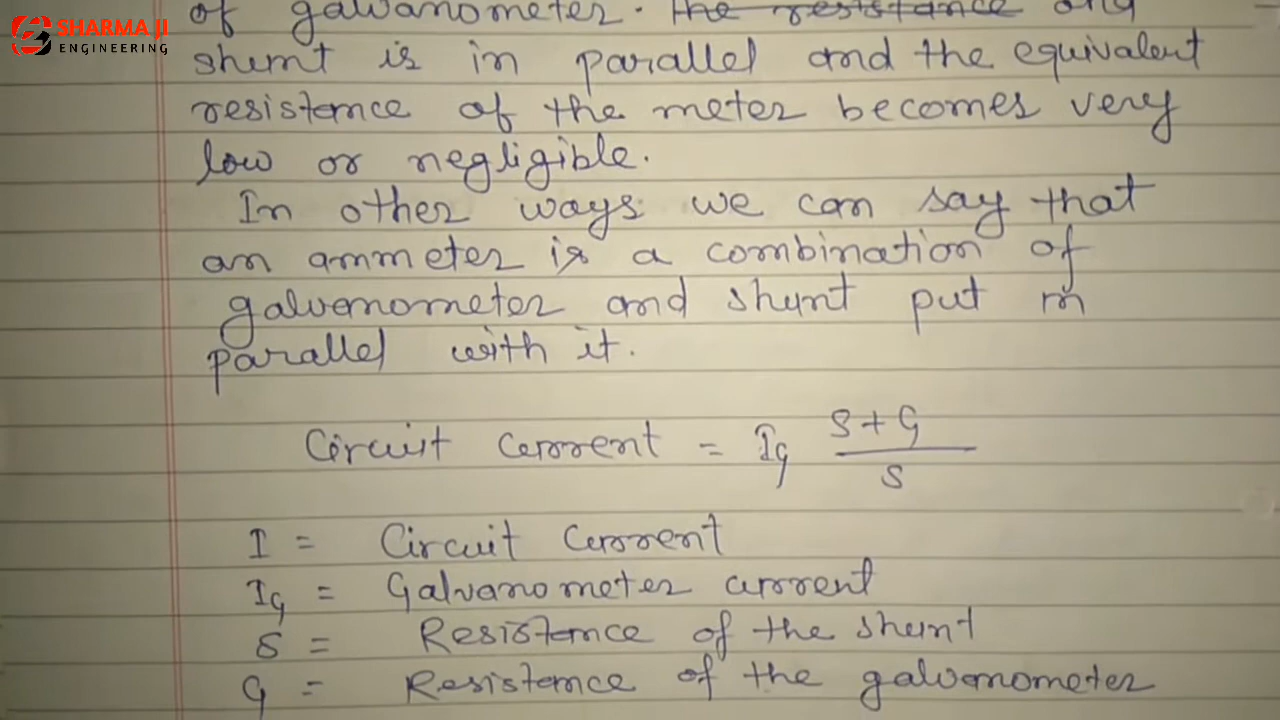 SHARMA JI
ENGINEERING
of galvanometer. the resistance and
shunt is in parallel and the equivalent
resistance of the meter becomes very
low or negligible.
In other ways we can say that
an ammeter is a combination of
galvanometer and shunt put in
parallel with it.
Circuit current = Ig S+G
S
I = Circuit current
Ig = Galvanometer current
S = Resistance of the shunt
G = Resistance of the galvanometer